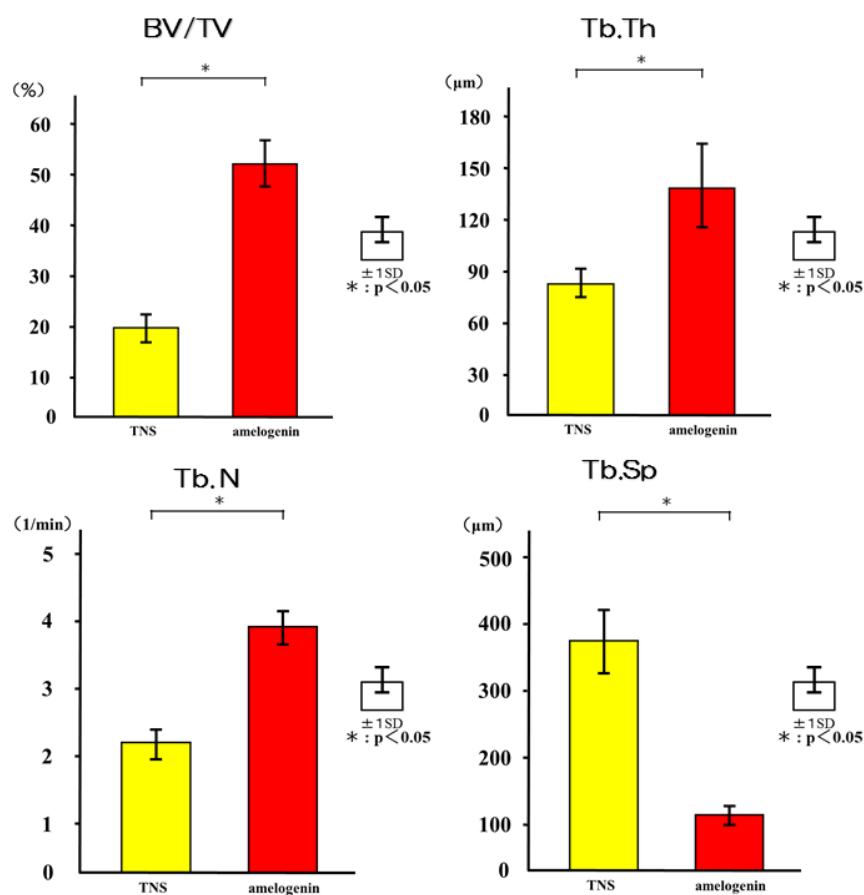 BV/TV
*
(%)
60
50
40
30
20
10
0
TNS
amelogenin
±1SD
*:p<0.05
Tb.Th
*
(μm)
180
150
120
90
60
30
0
TNS
amelogenin
±1SD
*:p<0.05
Tb.N
*
(1/min)
5
4
3
2
1
0
TNS
amelogenin
±1SD
*:p<0.05
Tb.Sp
*
(μm)
500
400
300
200
100
0
TNS
amelogenin
±1SD
*:p<0.05